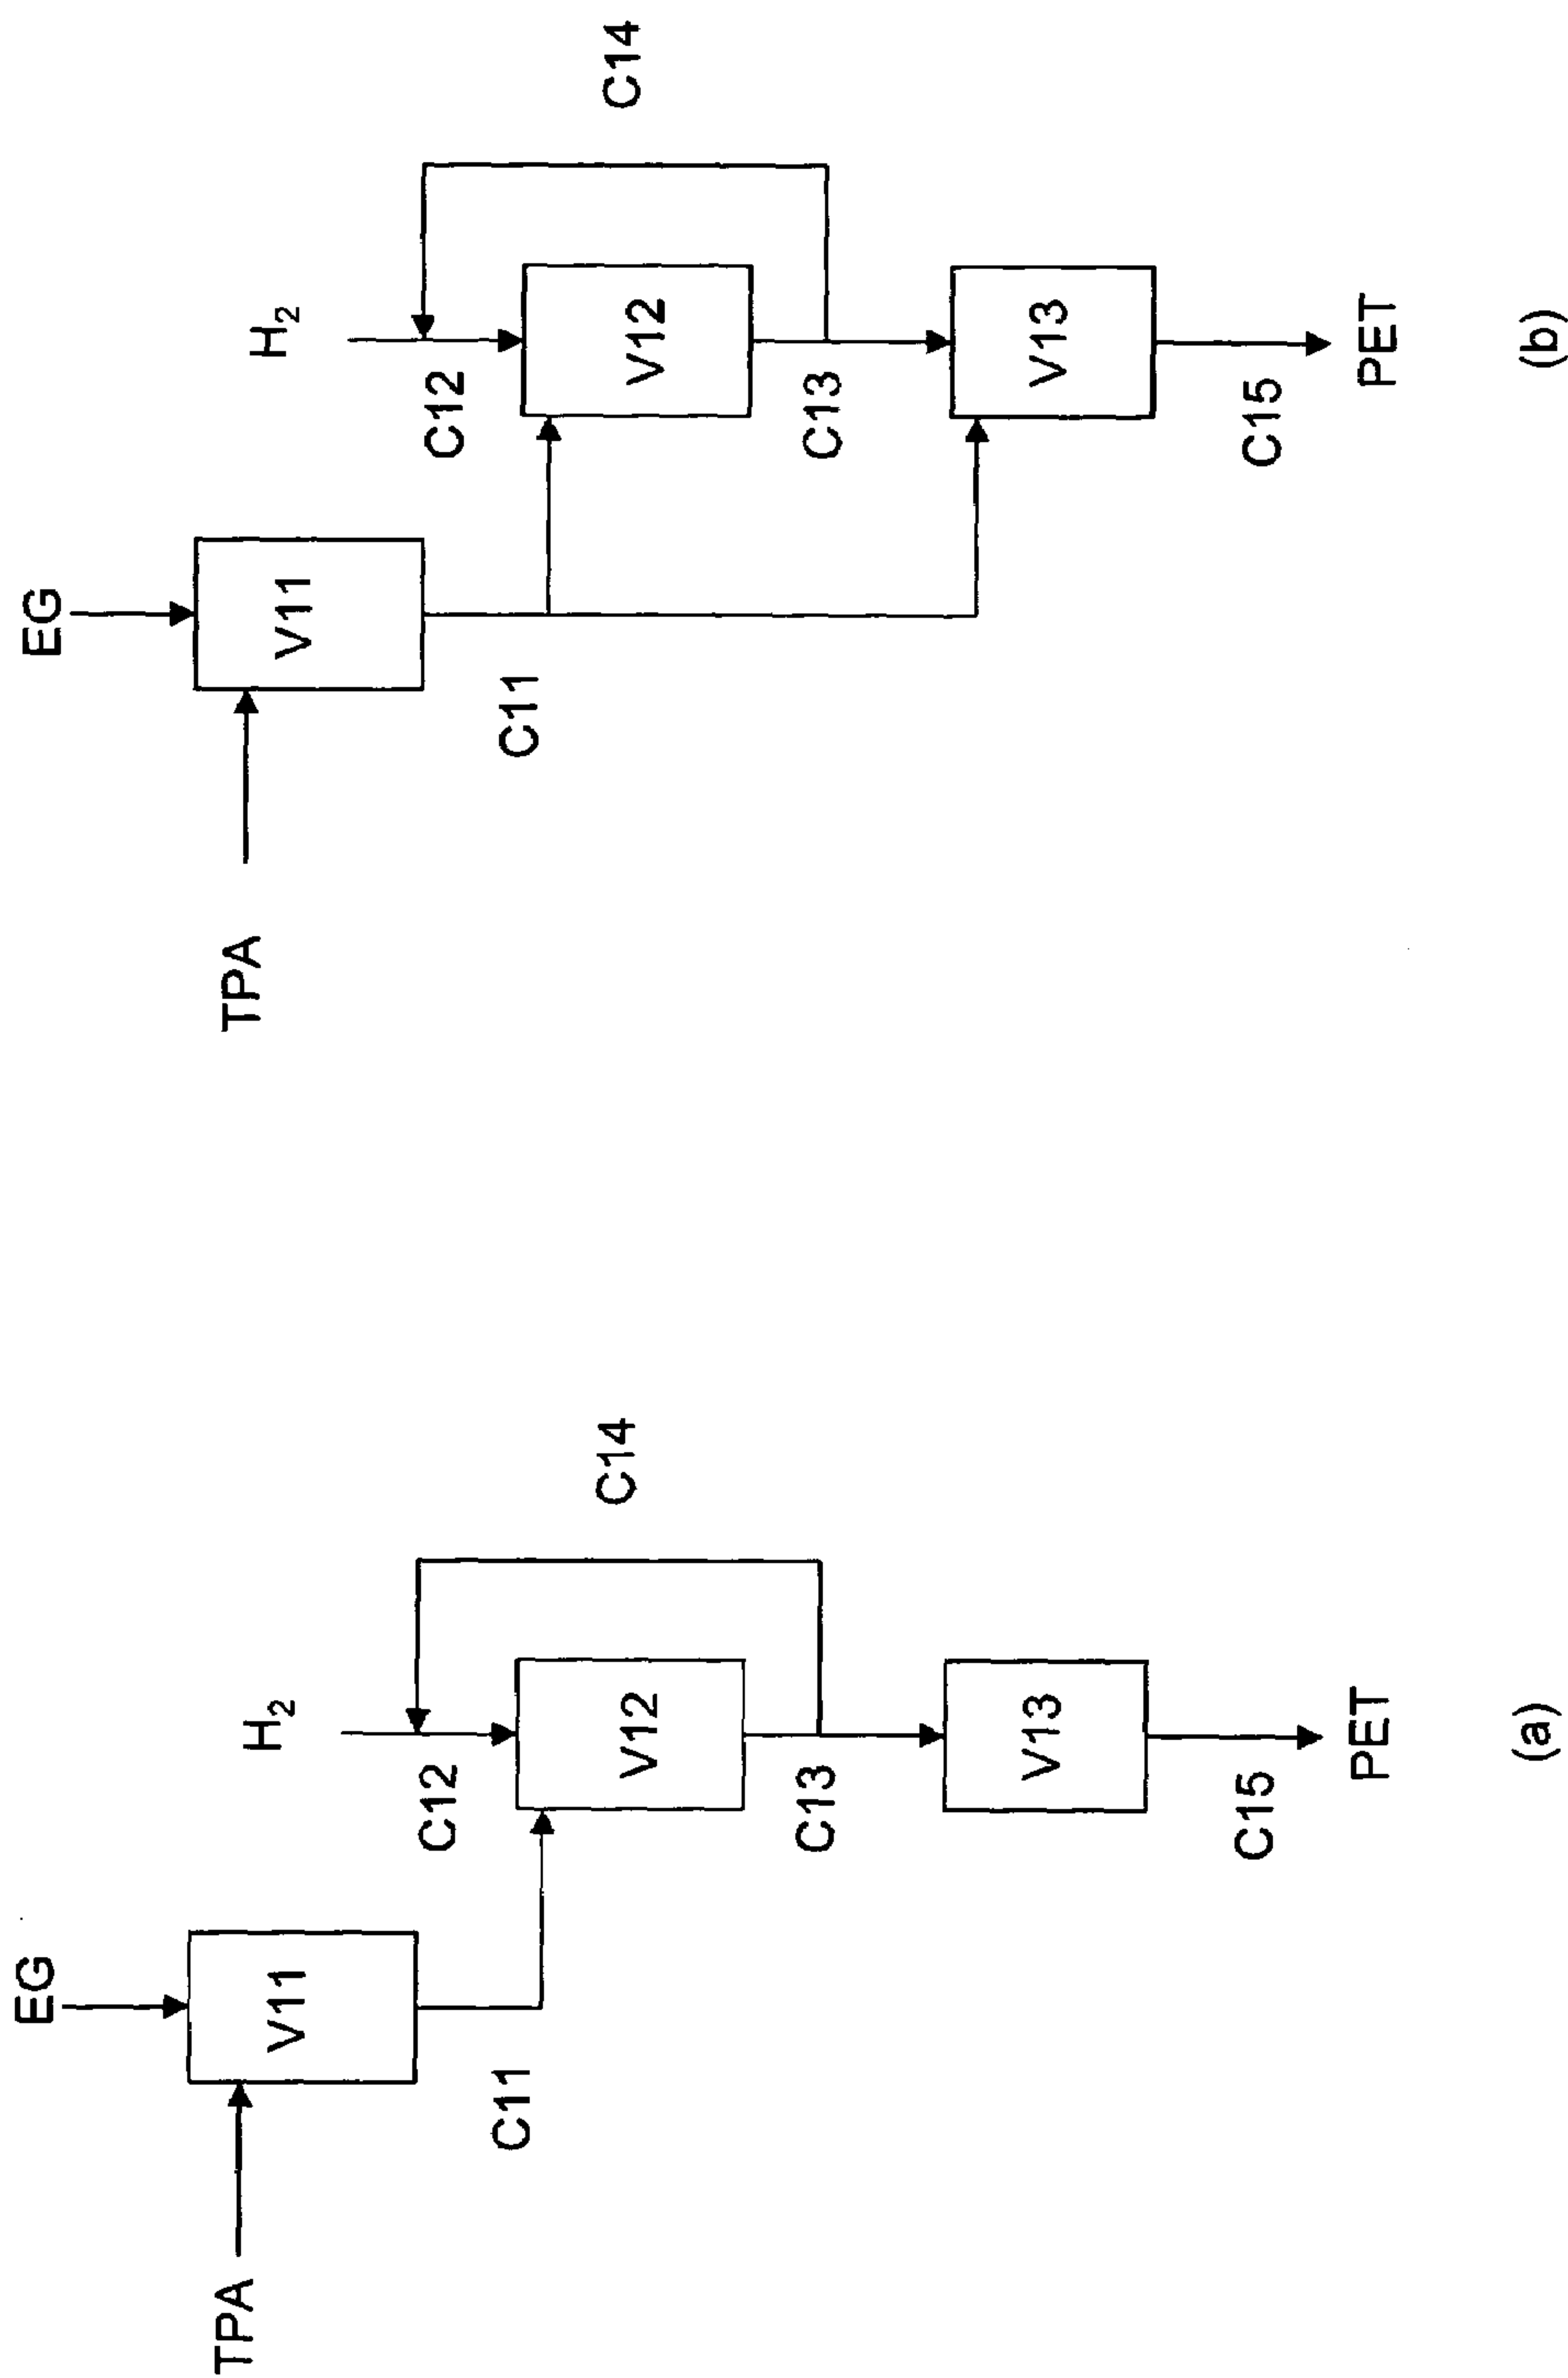 EG
TPA
V11
C11
H₂
C12
V12
C14
C13
V13
C15
PET
(a)
EG
TPA
V11
C11
H₂
C12
V12
C14
C13
V13
C15
PET
(b)